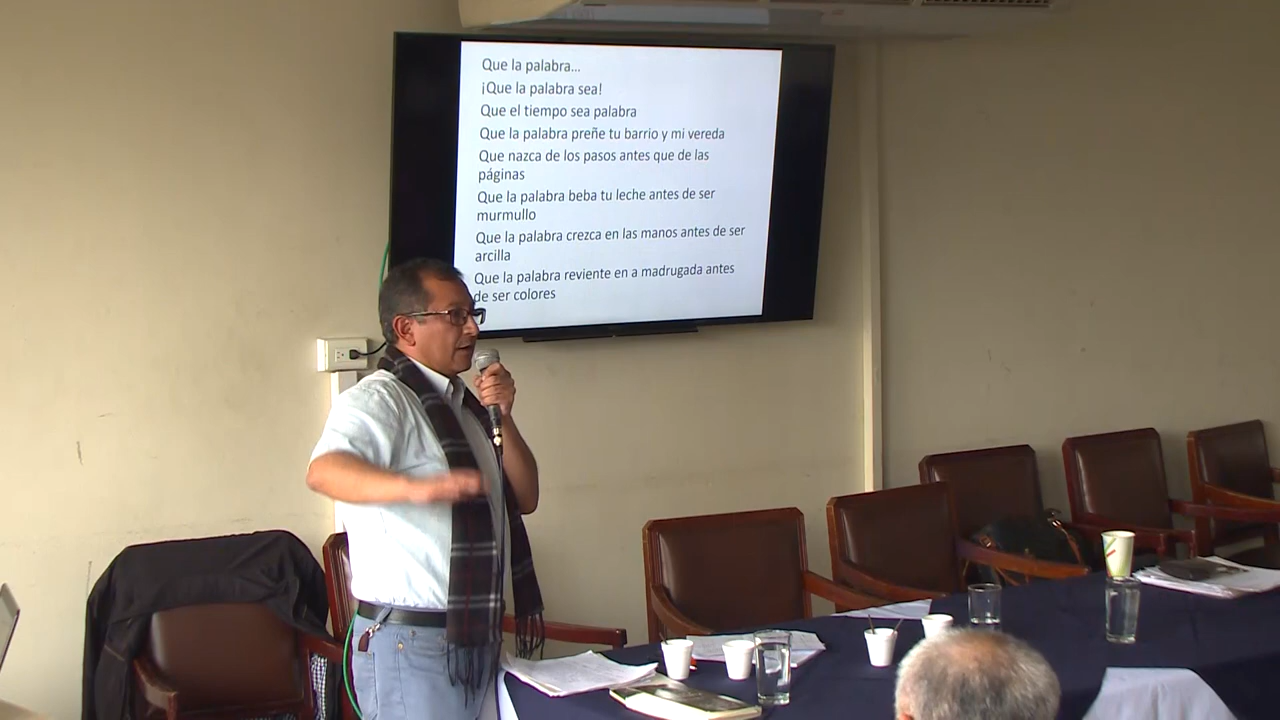 Que la palabra...
¡Que la palabra sea!
Que el tiempo sea palabra
Que la palabra preñe tu barrio y mi vereda
Que nazca de los pasos antes que de las
páginas
Que la palabra beba tu leche antes de ser
murmullo
Que la palabra crezca en las manos antes de ser
arcilla
Que la palabra reviente en a madrugada antes
de ser colores